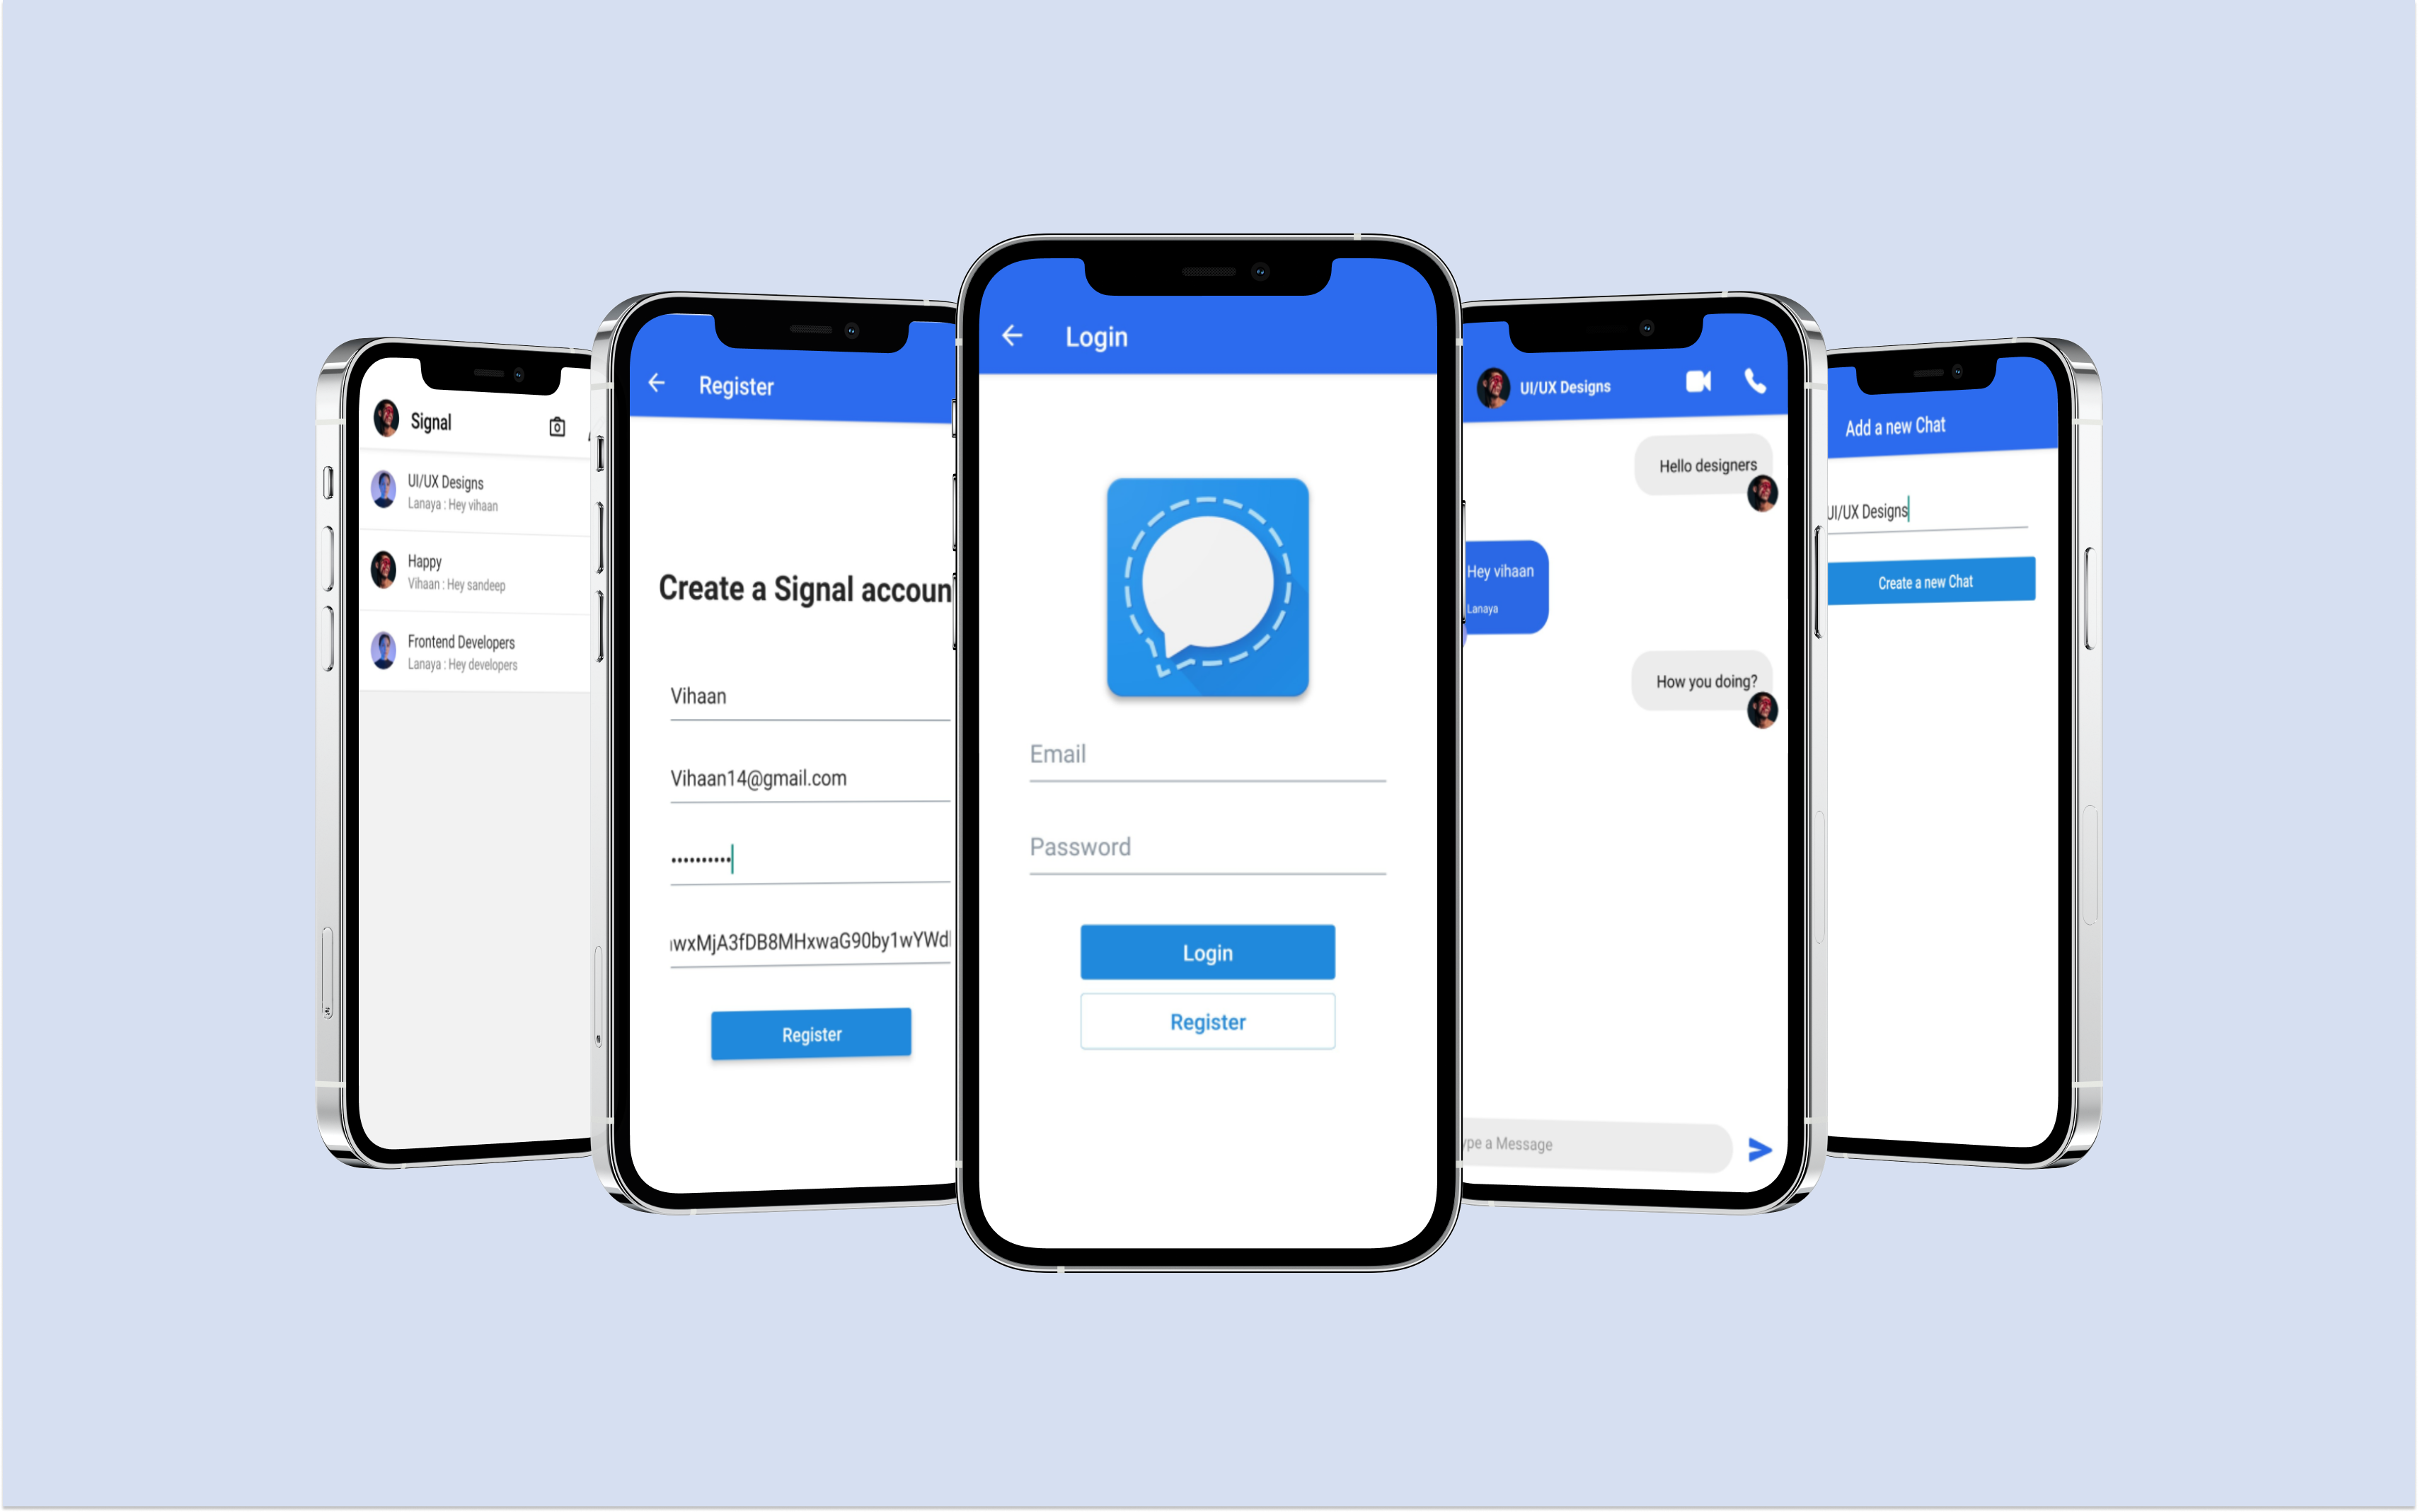 Signal
UI/UX Designs
Lanaya : Hey vihaan
Happy
Vihaan : Hey sandeep
Frontend Developers
Lanaya : Hey developers
Register
Create a Signal accoun
Vihaan
Vihaan14@gmail.com
••••••••••
wxMjA3fDB8MHxwaG90by1wYWd
Register
Login
Email
Password
Login
Register
UI/UX Designs
Hello designers
Hey vihaan
Lanaya
How you doing?
ype a Message
Add a new Chat
UI/UX Designs
Create a new Chat